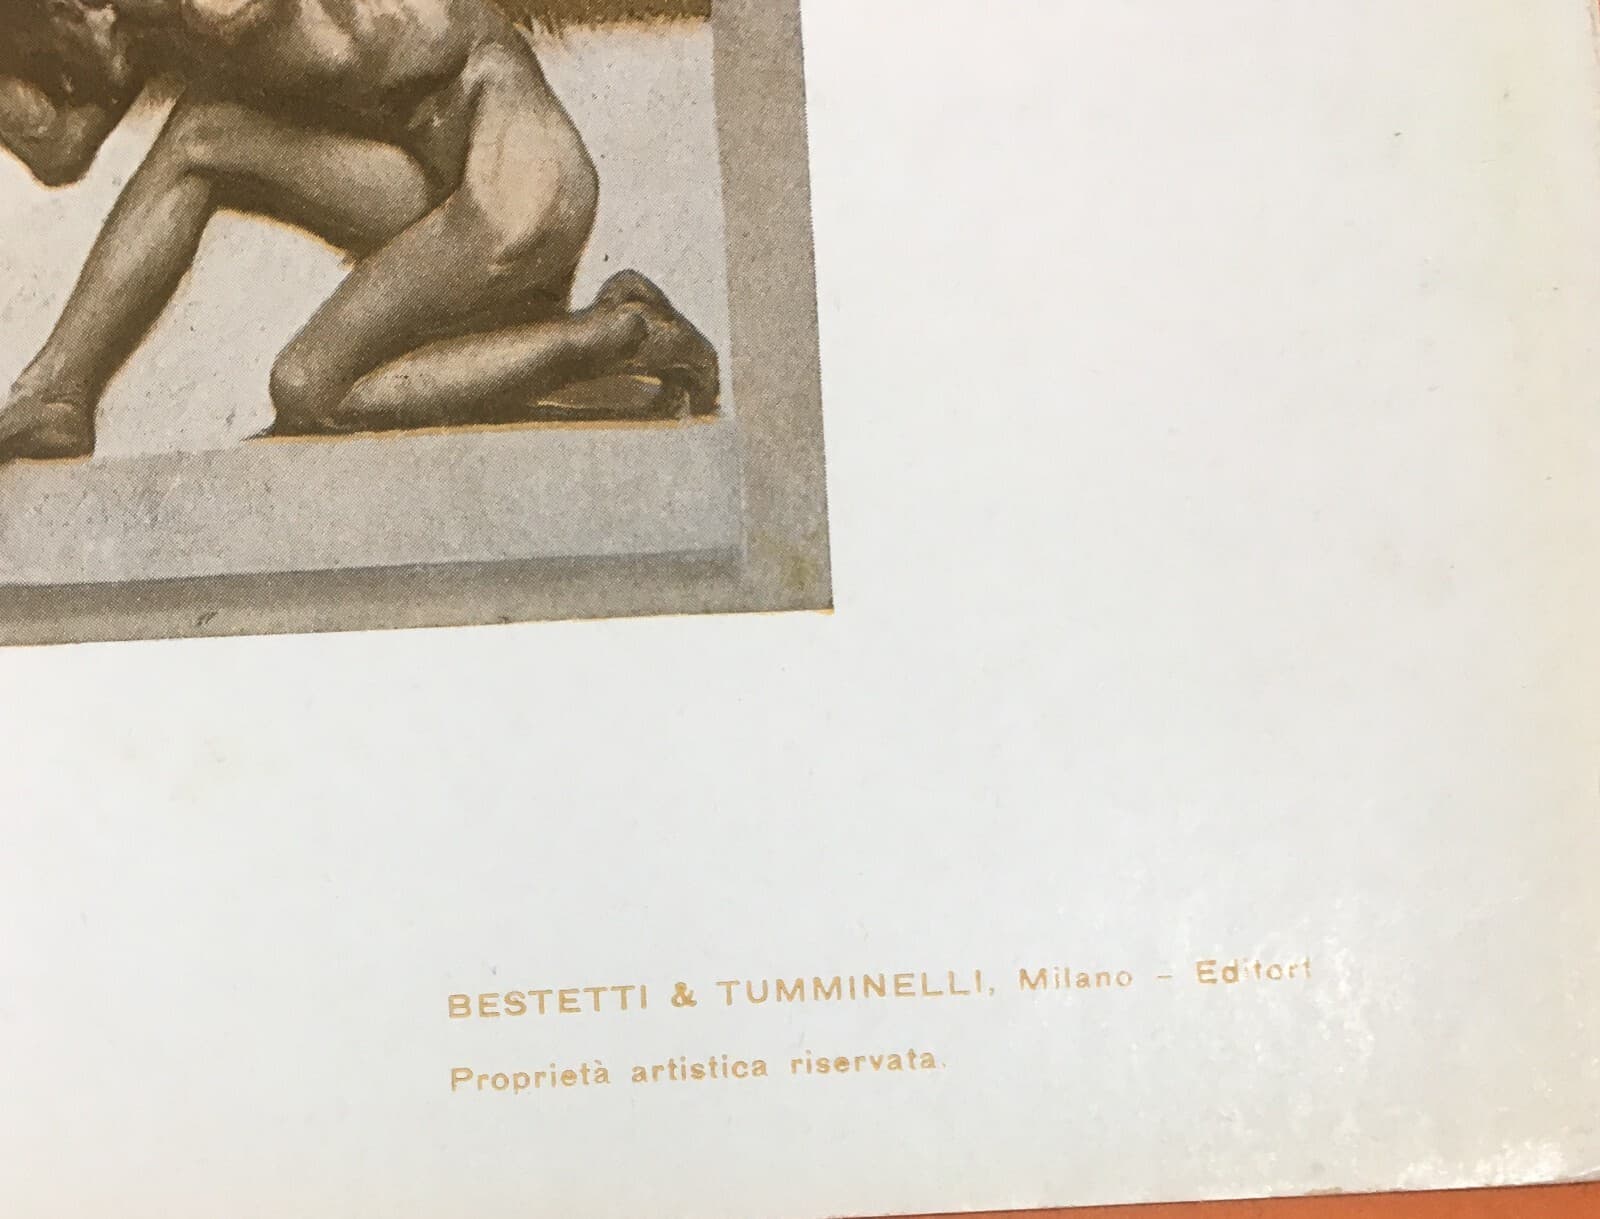 BESTETTI & TUMMINELLI, Milano - Editori
Proprietà artistica riservata.